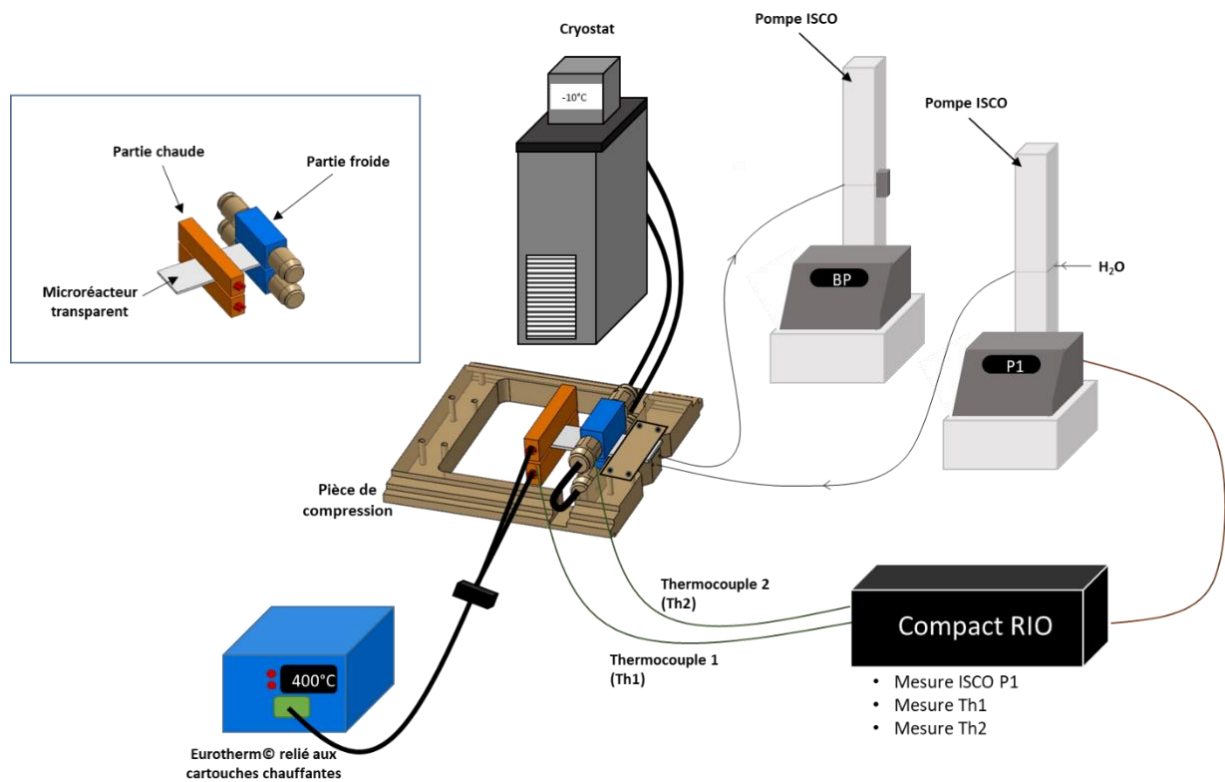 Cryostat
-10°C
Pompe ISCO
Pompe ISCO
Partie chaude
Partie froide
Microréacteur
transparent
BP
H₂O
P1
Pièce de
compression
Thermocouple 2
(Th2)
Thermocouple 1
(Th1)
Compact RIO
• Mesure ISCO P1
• Mesure Th1
• Mesure Th2
400°C
Eurotherm© relié aux
cartouches chauffantes